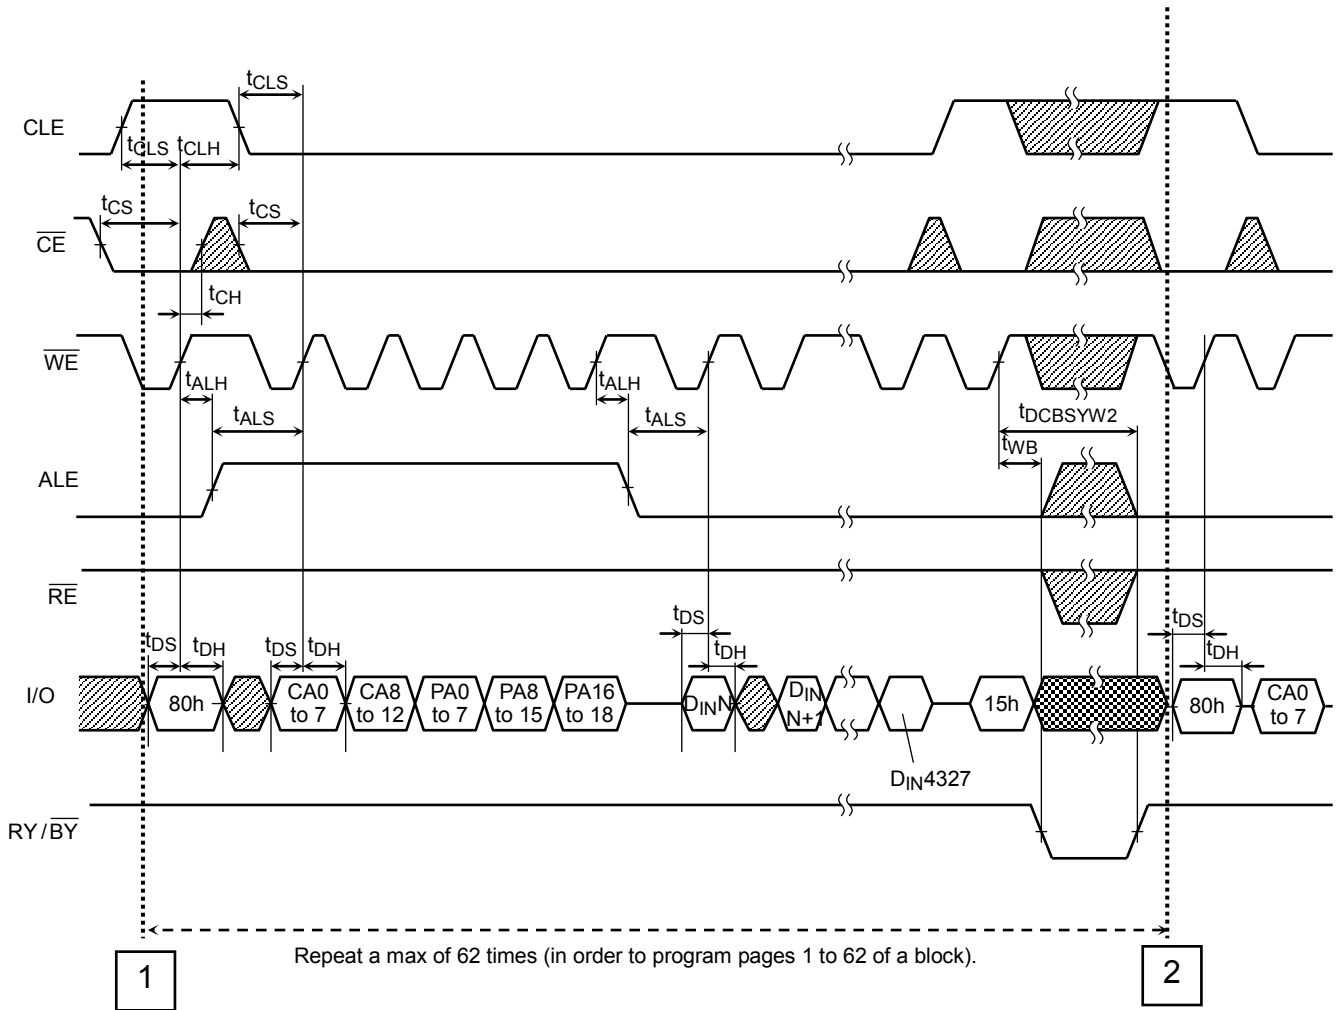 tCLS
CLE
tCLS tCLH
tCS tCS
CE
tCH
WE
tALH tALH
tALS tALS tDCBSYW2
tWB
ALE
RE
tDS tDH tDS tDH tDS tDH tDS tDH
I/O
80h
CA0 to 7
CA8 to 12
PA0 to 7
PA8 to 15
PA16 to 18
DINN
DIN N+1
15h
80h
CA0 to 7
DIN4327
RY/BY
1
Repeat a max of 62 times (in order to program pages 1 to 62 of a block).
2